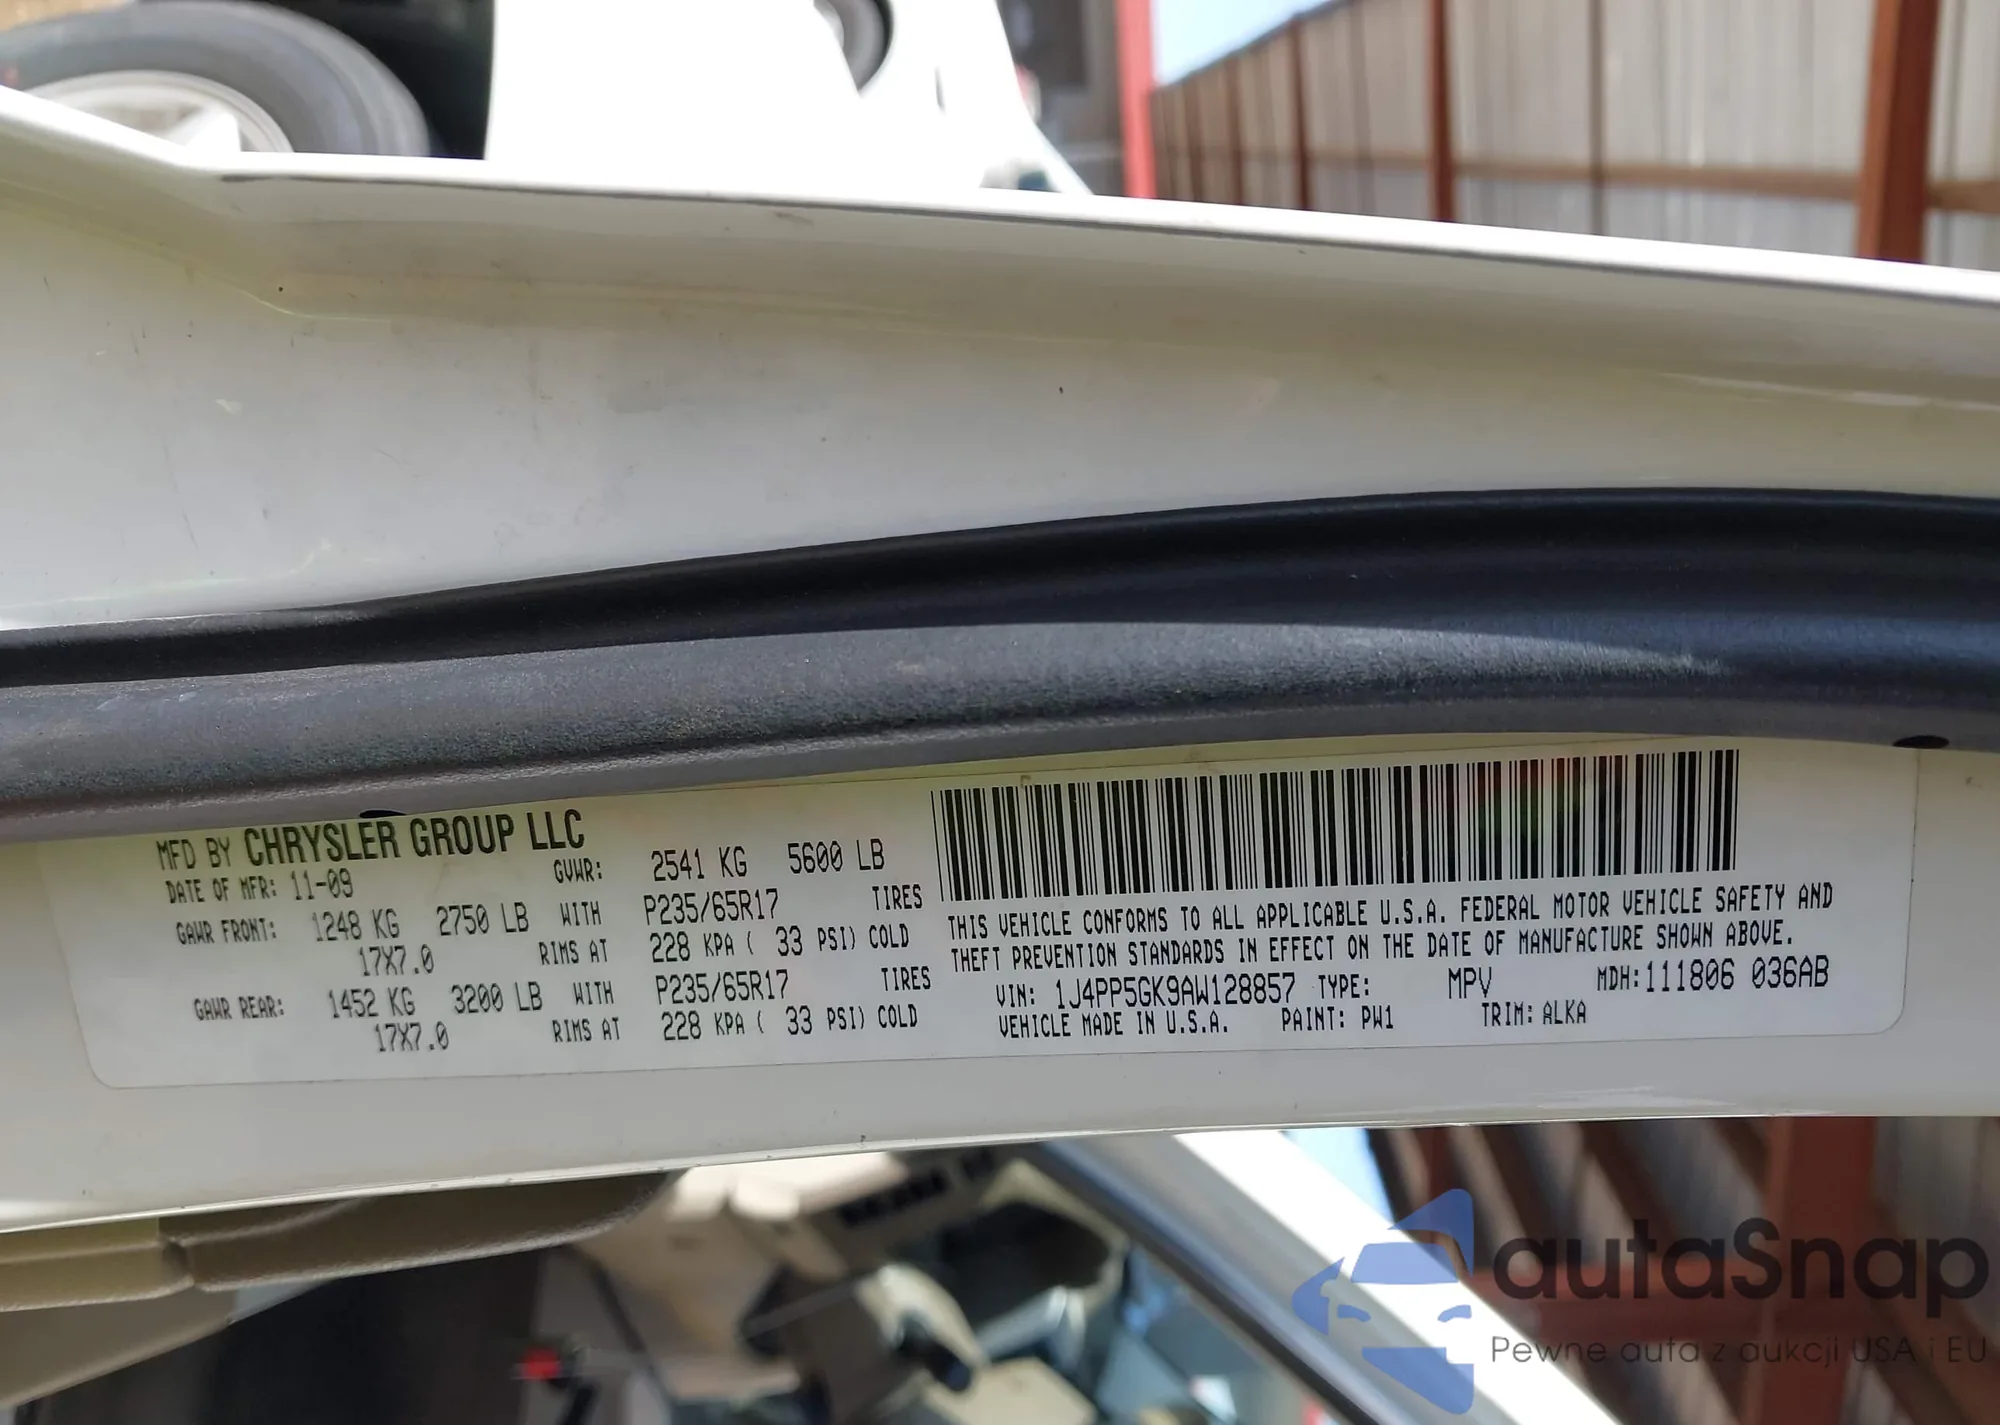 MFD BY CHRYSLER GROUP LLC
DATE OF MFR: 11-09 GVWR: 2541 KG 5600 LB
GAWR FRONT: 1248 KG 2750 LB WITH P235/65R17 TIRES
17X7.0 RIMS AT 228 KPA ( 33 PSI) COLD
GAWR REAR: 1452 KG 3200 LB WITH P235/65R17 TIRES
17X7.0 RIMS AT 228 KPA ( 33 PSI) COLD
THIS VEHICLE CONFORMS TO ALL APPLICABLE U.S.A. FEDERAL MOTOR VEHICLE SAFETY AND
THEFT PREVENTION STANDARDS IN EFFECT ON THE DATE OF MANUFACTURE SHOWN ABOVE.
VIN: 1J4PP5GK9AW128857 TYPE: MPV MDH:111806 036AB
VEHICLE MADE IN U.S.A. PAINT: PW1 TRIM: ALKA
autaSnap
Pewne auta z aukcji USA i EU